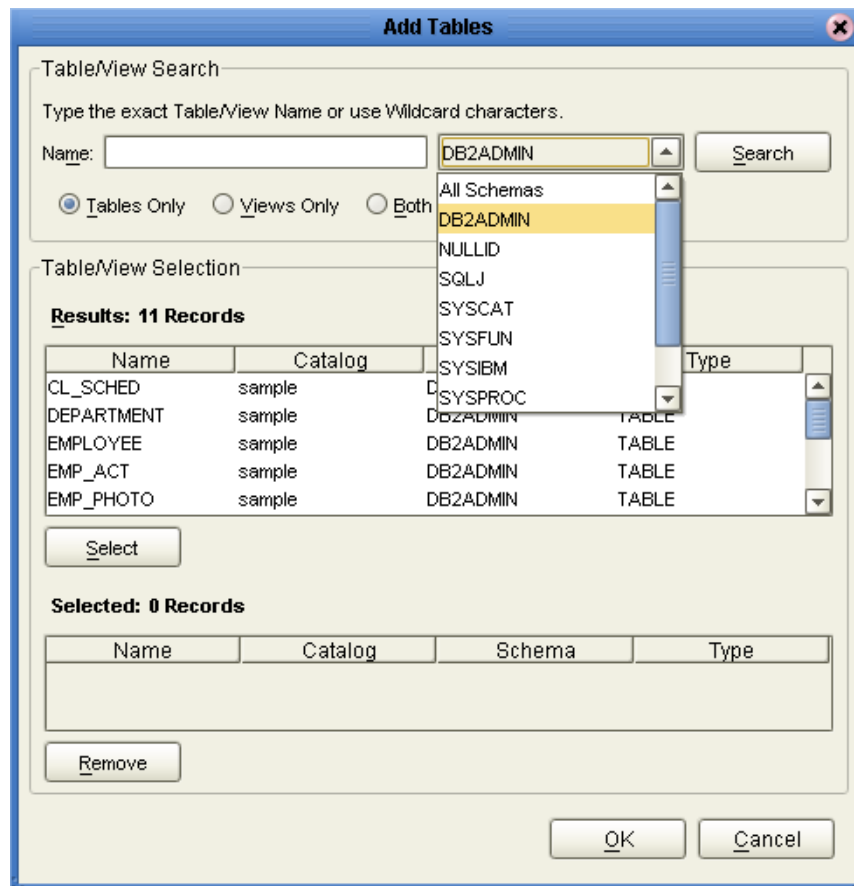 Add Tables
Table/View Search
Type the exact Table/View Name or use Wildcard characters.
Name: DB2ADMIN Search
Tables Only Views Only Both
All Schemas
DB2ADMIN
NULLID
SQLJ
SYSCAT
SYSFUN
SYSIBM
SYSPROC
Table/View Selection
Results: 11 Records
Name Catalog Type
CL_SCHED sample
DEPARTMENT sample DB2ADMIN TABLE
EMPLOYEE sample DB2ADMIN TABLE
EMP_ACT sample DB2ADMIN TABLE
EMP_PHOTO sample DB2ADMIN TABLE
Select
Selected: 0 Records
Name Catalog Schema Type
Remove
OK Cancel